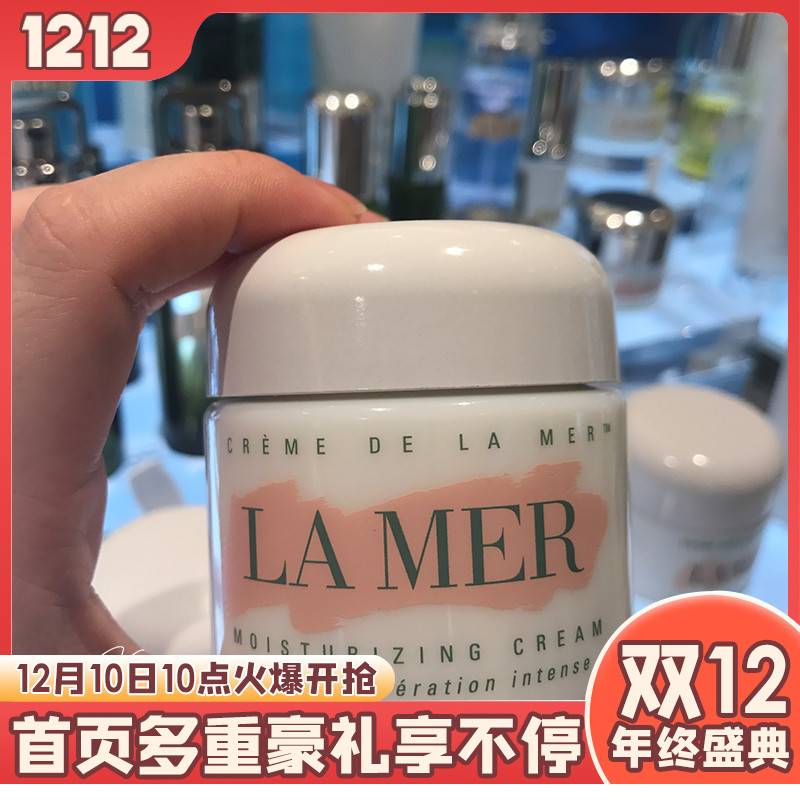 1212
CRÈME DE LA MER™
LA MER
MOISTURIZING CREAM
ération intense
12月10日10点火爆开抢
首页多重豪礼享不停
双12
年终盛典